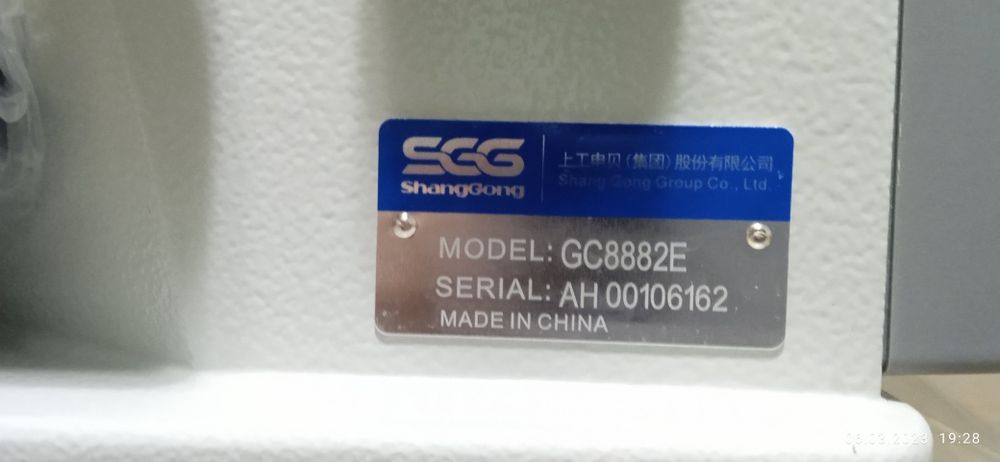 SGG
ShangGong
上工申贝(集团)股份有限公司
Shang Gong Group Co., Ltd.
MODEL: GC8882E
SERIAL: AH 00106162
MADE IN CHINA
19:28